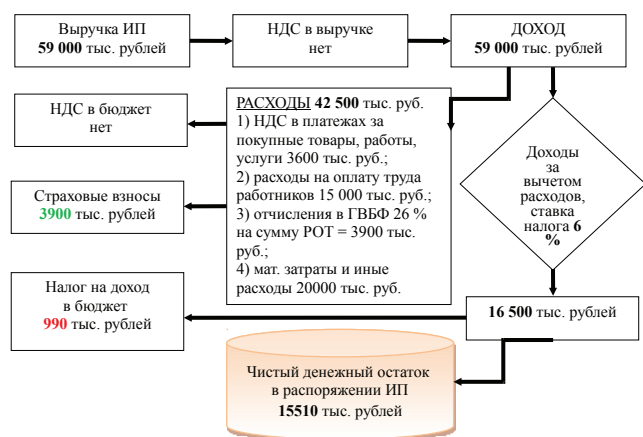 Выручка ИП
59 000 тыс. рублей
НДС в выручке
нет
ДОХОД
59 000 тыс. рублей
НДС в бюджет
нет
РАСХОДЫ 42 500 тыс. руб.
1) НДС в платежах за
покупные товары, работы,
услуги 3600 тыс. руб.;
2) расходы на оплату труда
работников 15 000 тыс. руб.;
3) отчисления в ГВБФ 26 %
на сумму РОТ = 3900 тыс.
руб.;
4) мат. затраты и иные
расходы 20000 тыс. руб.
Доходы
за
вычетом
расходов,
ставка
налога 6
%
Страховые взносы
3900 тыс. рублей
Налог на доход
в бюджет
990 тыс. рублей
16 500 тыс. рублей
Чистый денежный остаток
в распоряжении ИП
15510 тыс. рублей